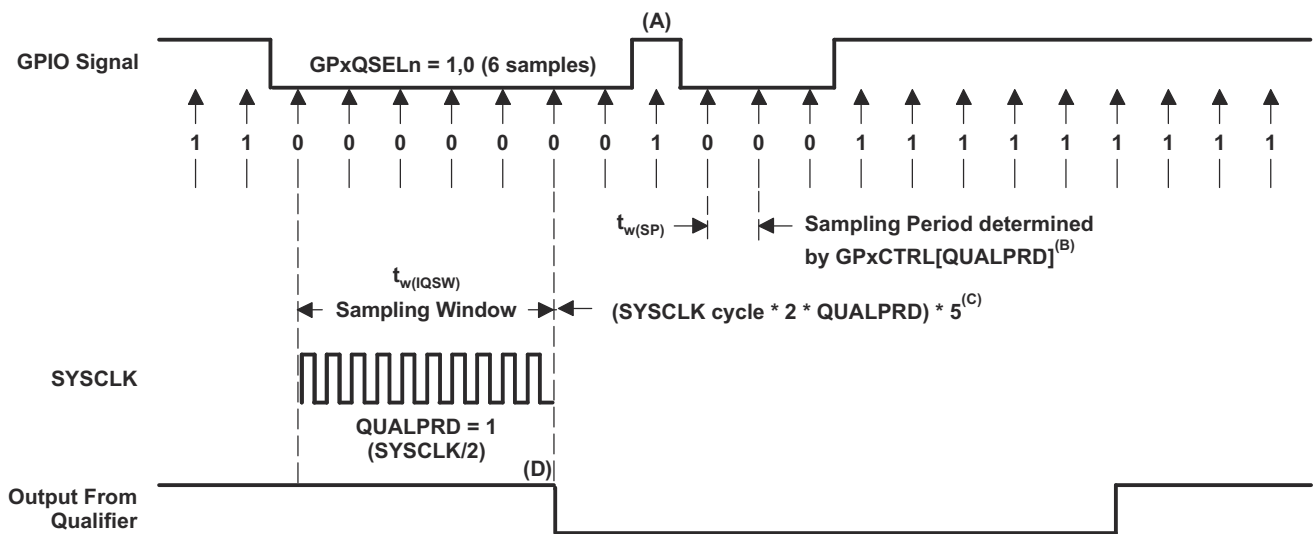 (A)
GPIO Signal
GPxQSELn = 1,0 (6 samples)
1 1 0 0 0 0 0 0 0 1 0 0 0 1 1 1 1 1 1 1 1 1
tw(SP)
Sampling Period determined
by GPxCTRL[QUALPRD](B)
tw(IQSW)
Sampling Window
(SYSCLK cycle * 2 * QUALPRD) * 5(C)
SYSCLK
QUALPRD = 1
(SYSCLK/2)
(D)
Output From
Qualifier